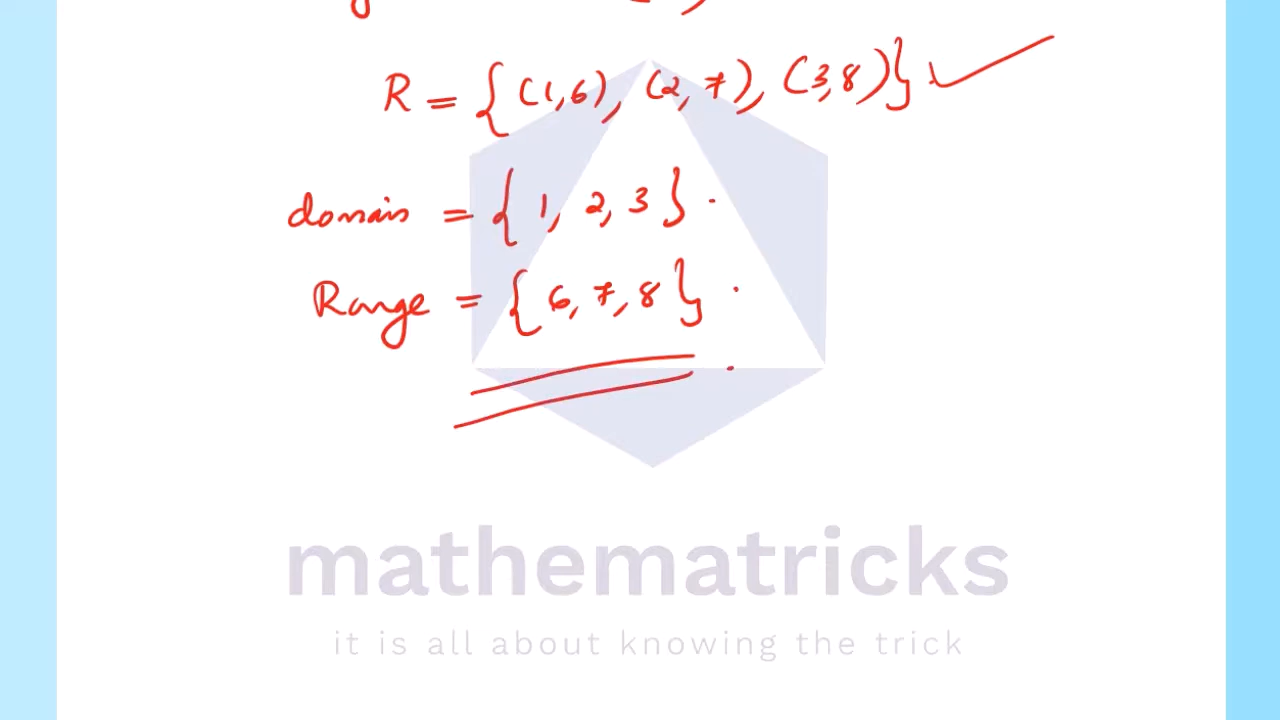 R = { (1,6), (2,7), (3,8) }
domain = { 1, 2, 3 } .
Range = { 6, 7, 8 } .
mathematricks
it is all about knowing the trick